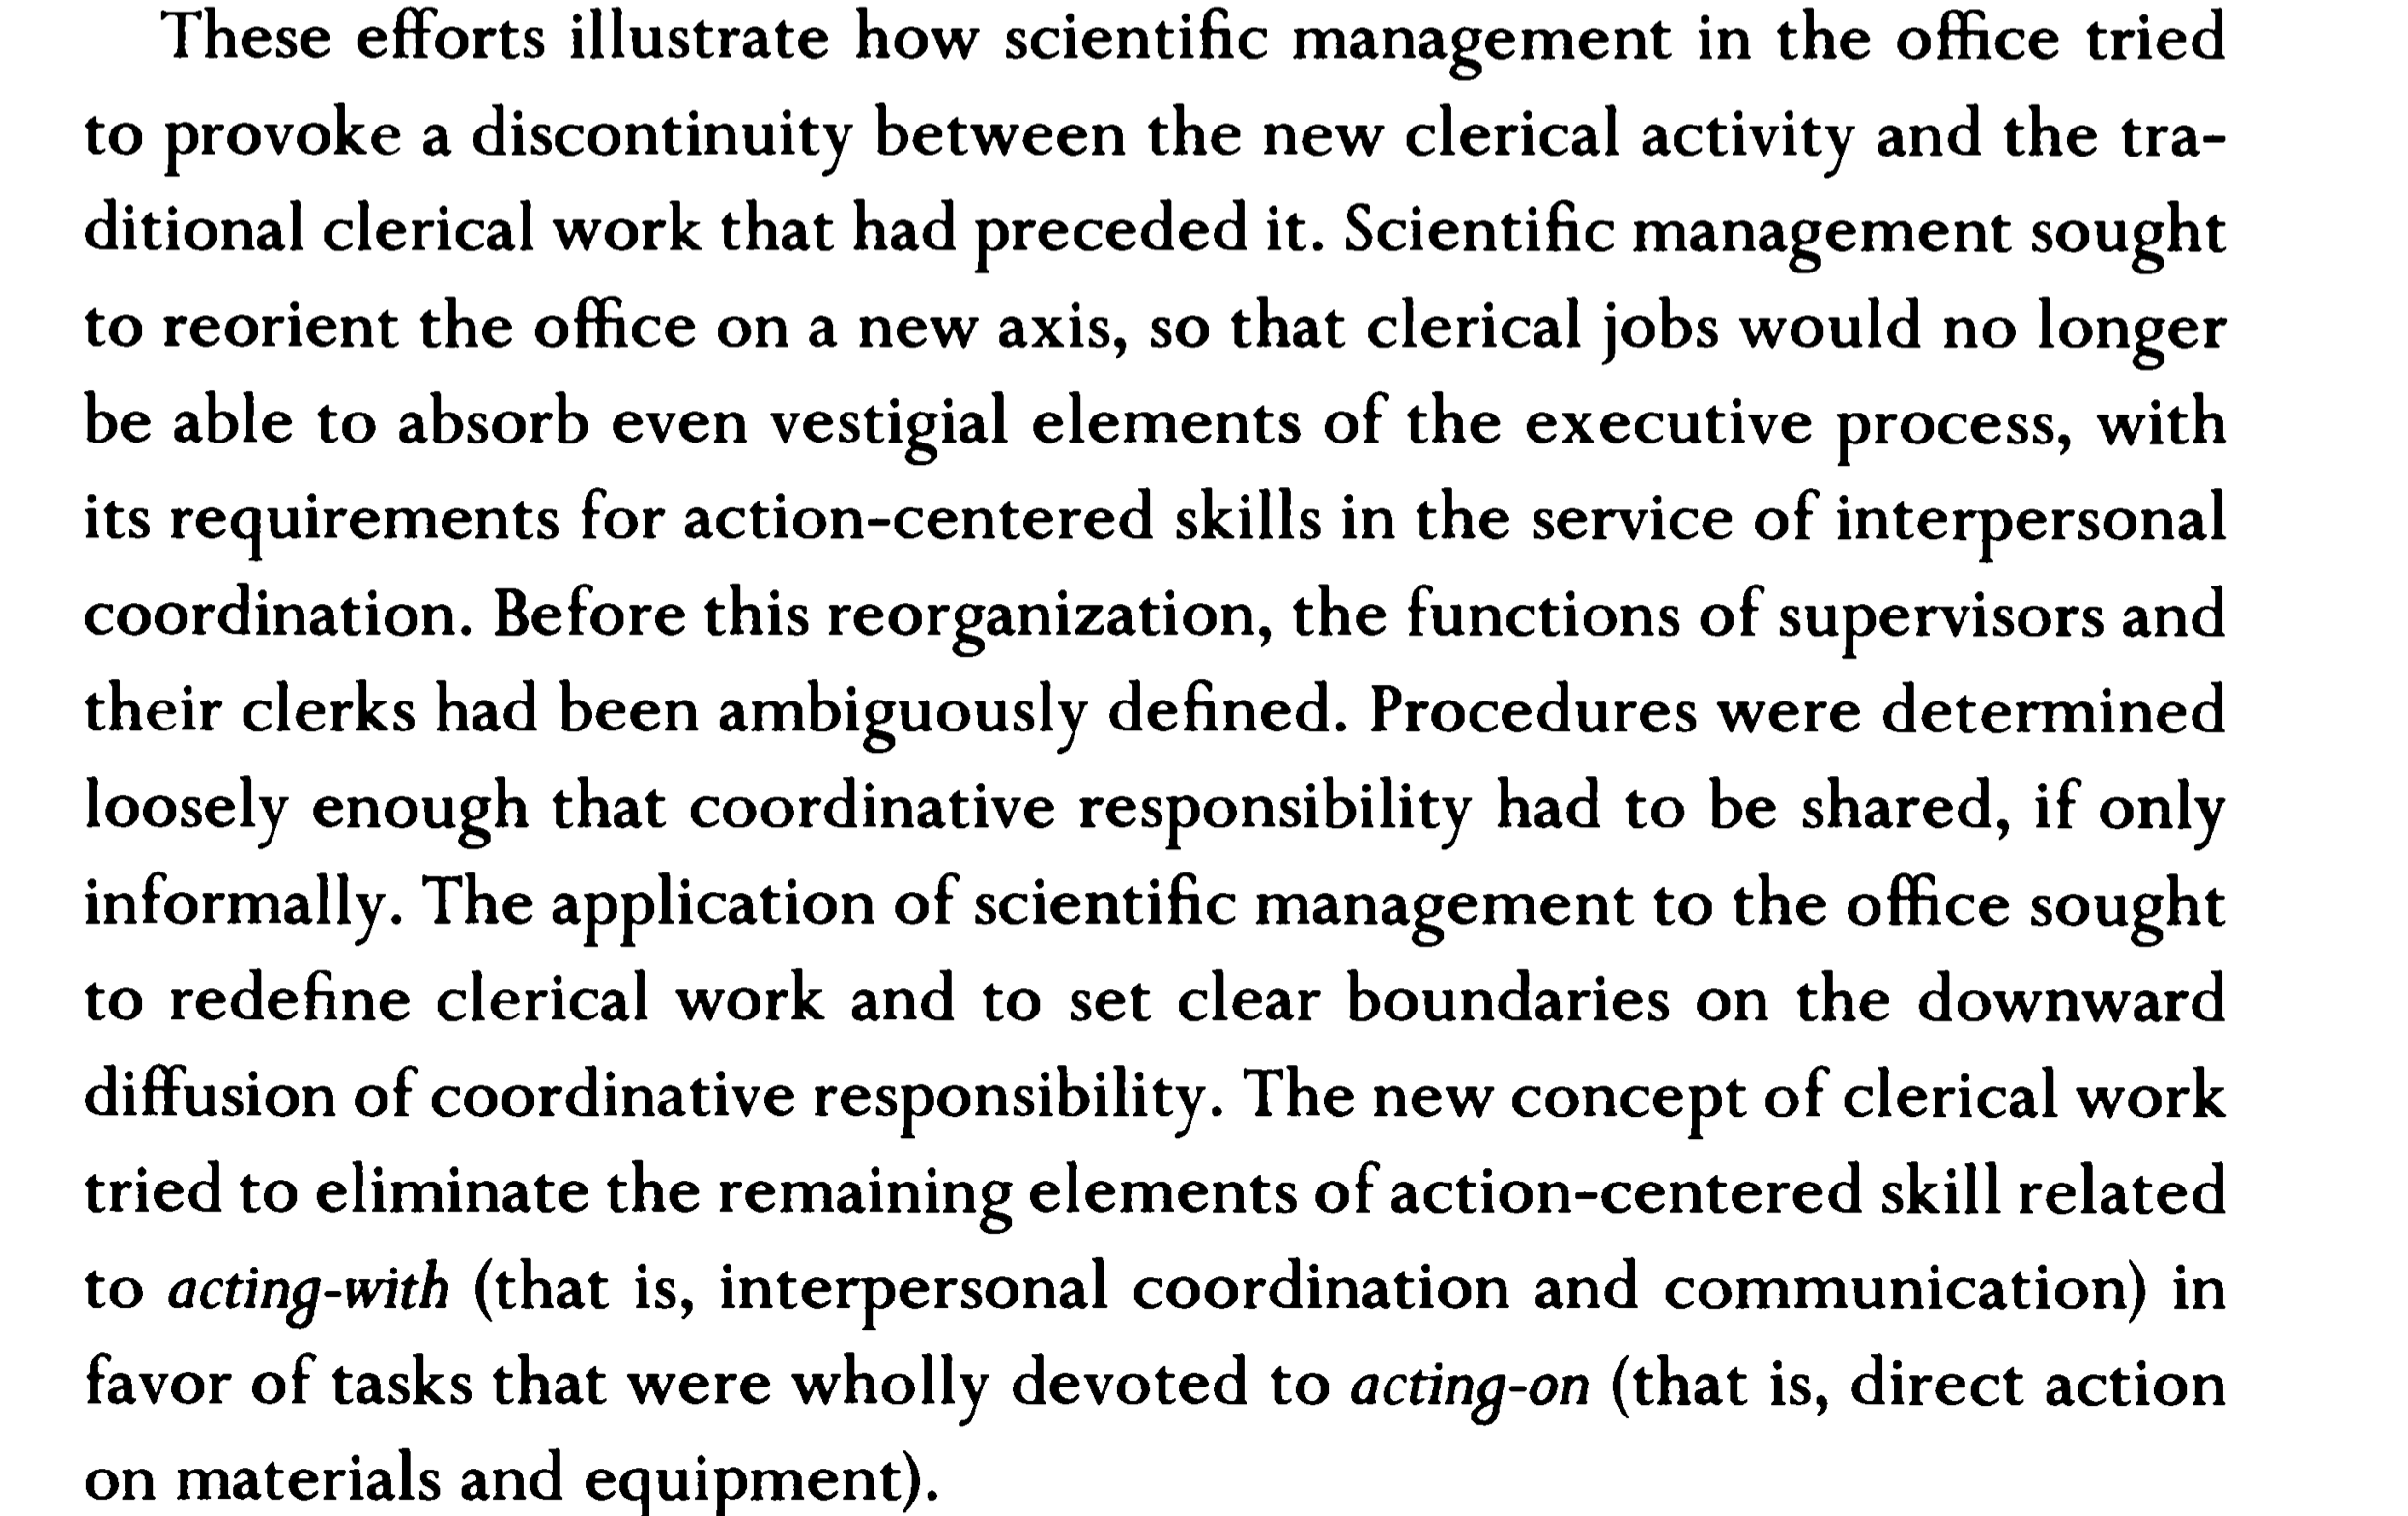 These efforts illustrate how scientific management in the office tried
to provoke a discontinuity between the new clerical activity and the tra-
ditional clerical work that had preceded it. Scientific management sought
to reorient the office on a new axis, so that clerical jobs would no longer
be able to absorb even vestigial elements of the executive process, with
its requirements for action-centered skills in the service of interpersonal
coordination. Before this reorganization, the functions of supervisors and
their clerks had been ambiguously defined. Procedures were determined
loosely enough that coordinative responsibility had to be shared, if only
informally. The application of scientific management to the office sought
to redefine clerical work and to set clear boundaries on the downward
diffusion of coordinative responsibility. The new concept of clerical work
tried to eliminate the remaining elements of action-centered skill related
to acting-with (that is, interpersonal coordination and communication) in
favor of tasks that were wholly devoted to acting-on (that is, direct action
on materials and equipment).